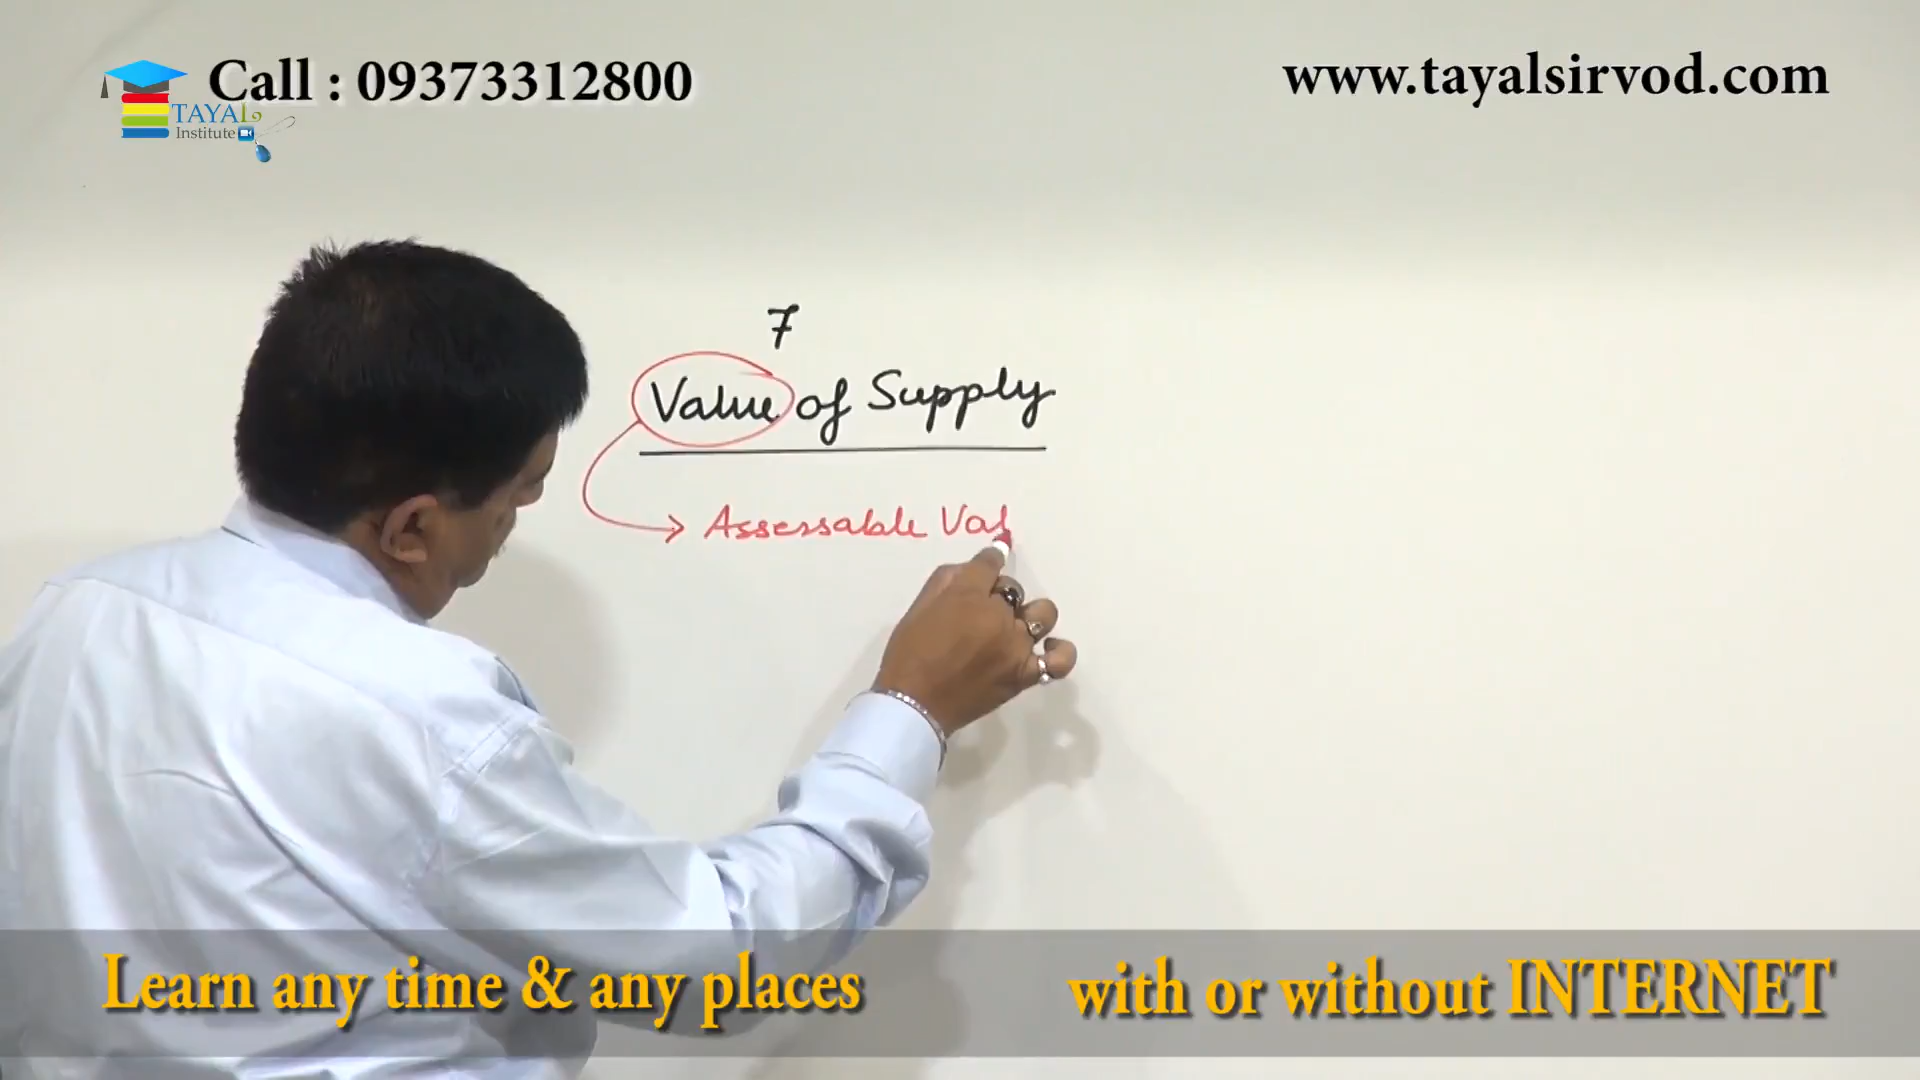 Call : 09373312800
www.tayalsirvod.com
TAYAL
Institute
7
Value of Supply
Assessable Val
Learn any time & any places
with or without INTERNET